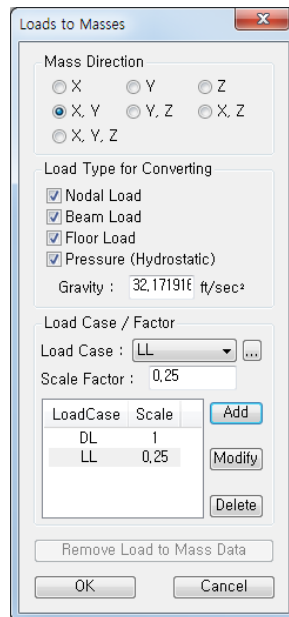 Loads to Masses
Mass Direction
X Y Z
X, Y Y, Z X, Z
X, Y, Z
Load Type for Converting
Nodal Load
Beam Load
Floor Load
Pressure (Hydrostatic)
Gravity : 32,171916 ft/sec²
Load Case / Factor
Load Case : LL ...
Scale Factor : 0,25
LoadCase Scale Add
DL 1
LL 0,25 Modify
Delete
Remove Load to Mass Data
OK Cancel